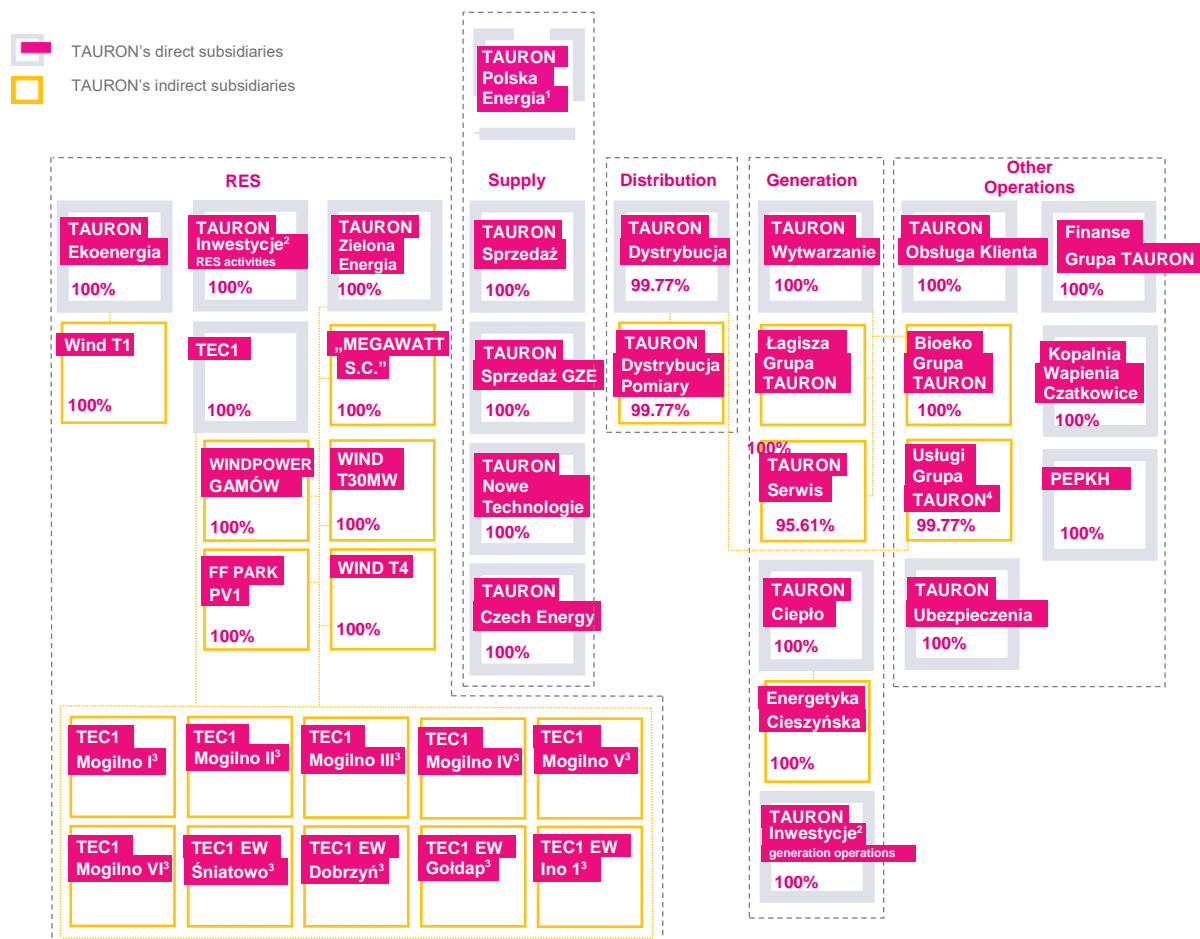 TAURON's direct subsidiaries
TAURON's indirect subsidiaries
TAURON
Polska
Energia¹
RES
Supply
Distribution
Generation
Other
Operations
TAURON
Ekoenergia
100%
TAURON
Inwestycje²
RES activities
100%
TAURON
Zielona
Energia
100%
TAURON
Sprzedaż
100%
TAURON
Dystrybucja
99.77%
TAURON
Wytwarzanie
100%
TAURON
Obsługa Klienta
100%
Finanse
Grupa TAURON
100%
Wind T1
100%
TEC1
100%
„MEGAWATT
S.C.”
100%
TAURON
Sprzedaż GZE
100%
TAURON
Dystrybucja
Pomiary
99.77%
Łagisza
Grupa
TAURON
100%
Bioeko
Grupa
TAURON
100%
Kopalnia
Wapienia
Czatkowice
100%
WINDPOWER
GAMÓW
100%
WIND
T30MW
100%
TAURON
Nowe
Technologie
100%
TAURON
Serwis
95.61%
Usługi
Grupa
TAURON⁴
99.77%
PEPKH
100%
FF PARK
PV1
100%
WIND T4
100%
TAURON
Czech Energy
100%
TAURON
Ciepło
100%
TAURON
Ubezpieczenia
100%
Energetyka
Cieszyńska
100%
TAURON
Inwestycje²
generation operations
100%
TEC1
Mogilno I³
TEC1
Mogilno II³
TEC1
Mogilno III³
TEC1
Mogilno IV³
TEC1
Mogilno V³
TEC1
Mogilno VI³
TEC1 EW
Śniatowo³
TEC1 EW
Dobrzyń³
TEC1 EW
Gołdap³
TEC1 EW
Ino 1³